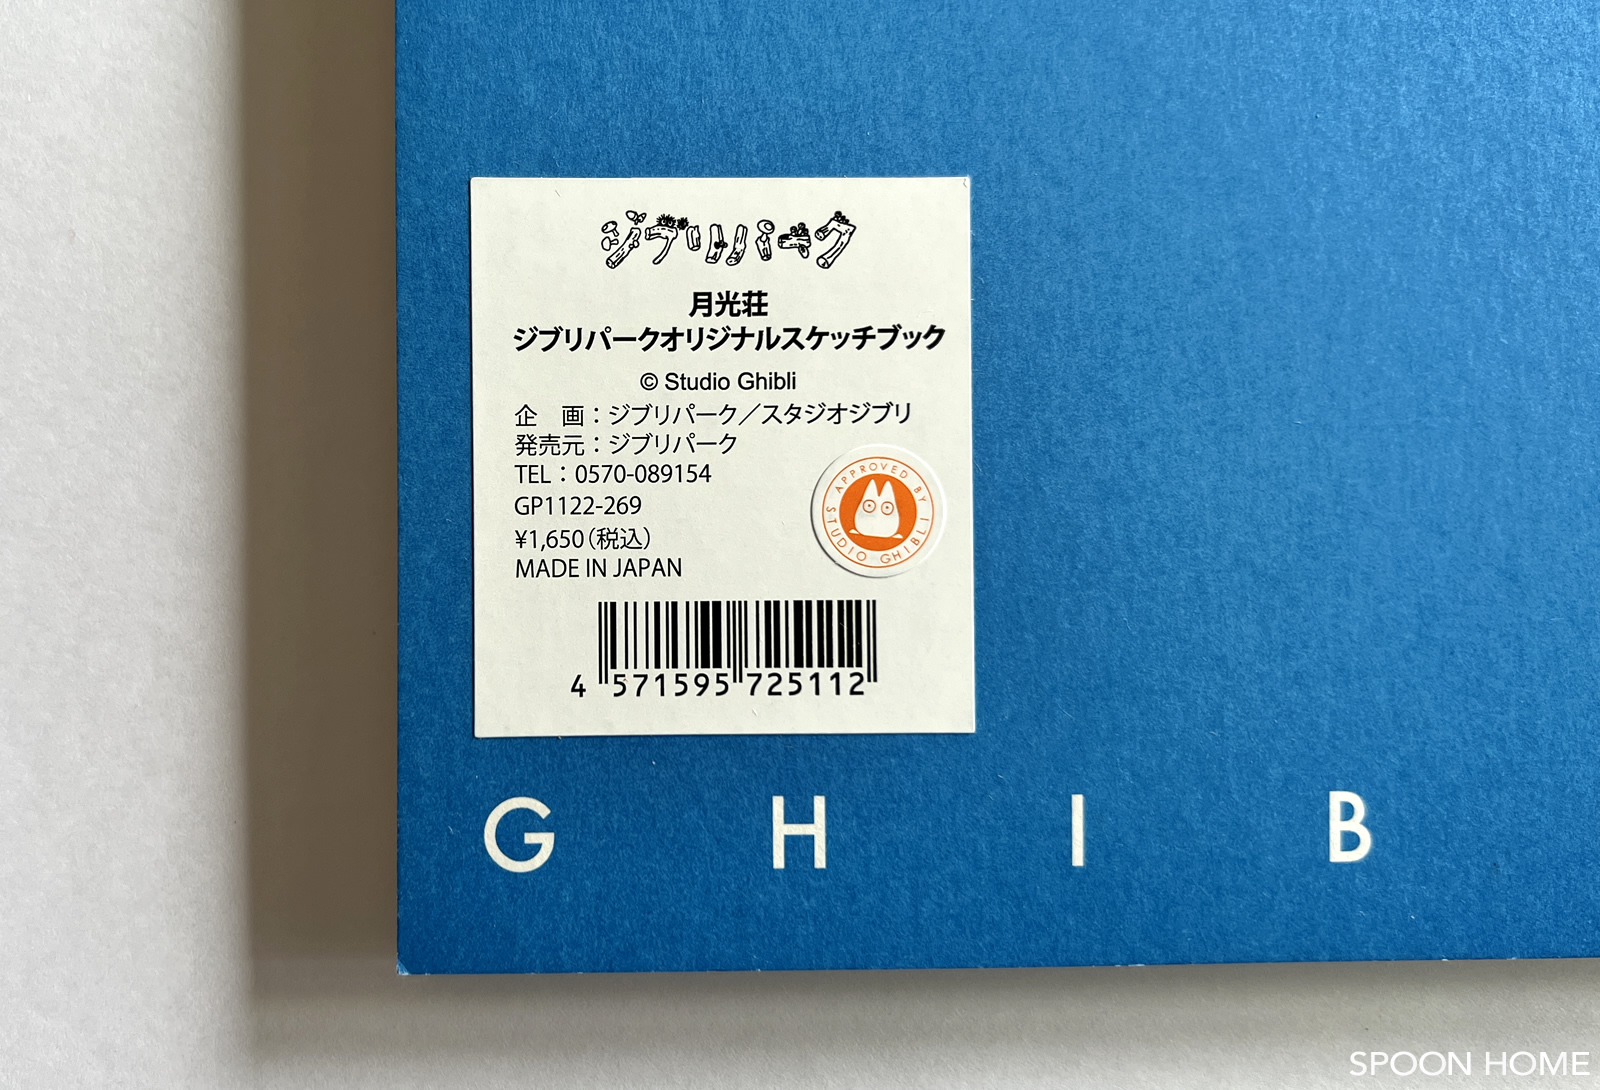 ジブリパーク
月光荘
ジブリパークオリジナルスケッチブック
© Studio Ghibli
企　画：ジブリパーク／スタジオジブリ
発売元：ジブリパーク
TEL：0570-089154
GP1122-269
¥1,650（税込）
MADE IN JAPAN
APPROVED BY
STUDIO GHIBLI
4 571595 725112
G H I B
SPOON HOME